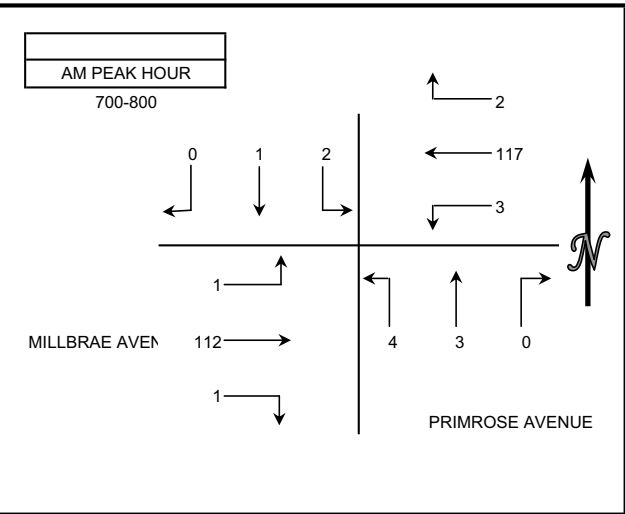 AM PEAK HOUR
700-800
2
0 1 2
117
3
1
MILLBRAE AVEN 112
4 3 0
1
PRIMROSE AVENUE
N